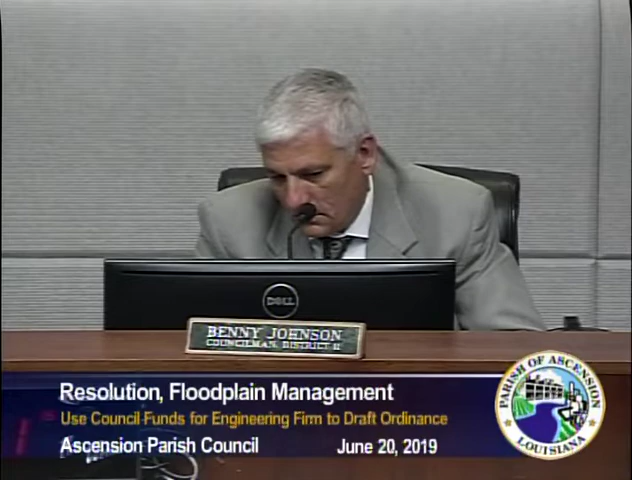 DELL
BENNY JOHNSON
COUNCILMAN, DISTRICT 11
Resolution, Floodplain Management
Use Council Funds for Engineering Firm to Draft Ordinance
Ascension Parish Council
June 20, 2019
PARISH OF ASCENSION
LOUISIANA